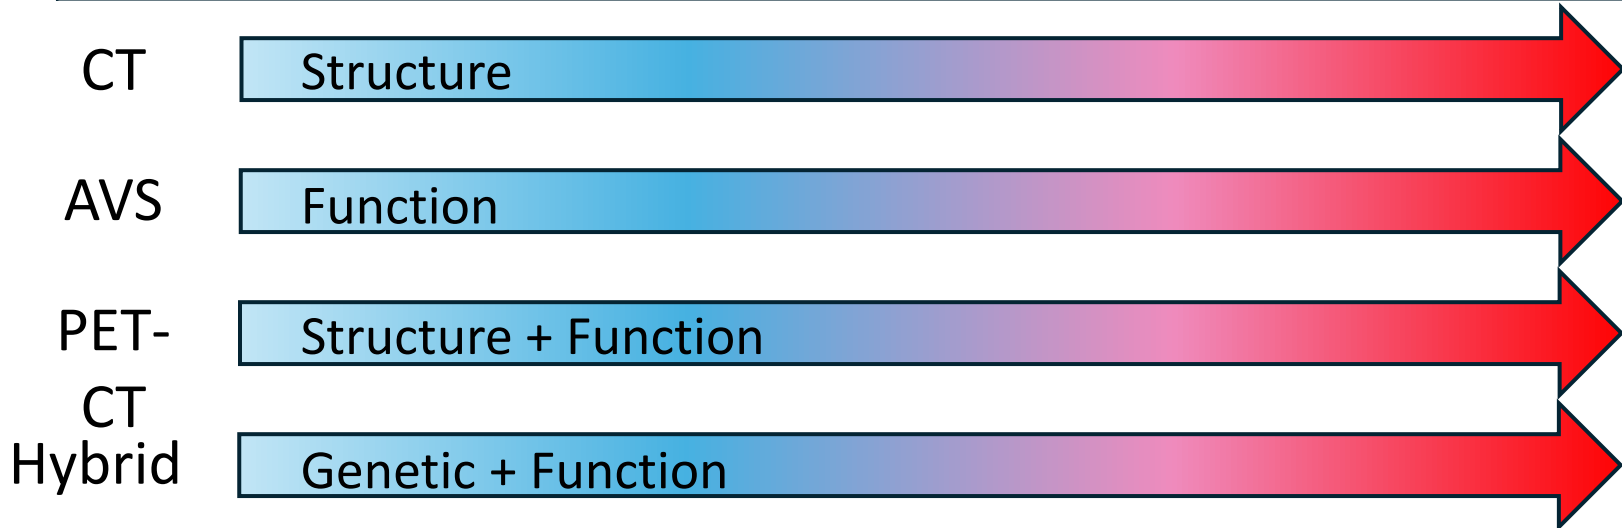 CT Structure
AVS Function
PET- Structure + Function
CT
Hybrid Genetic + Function